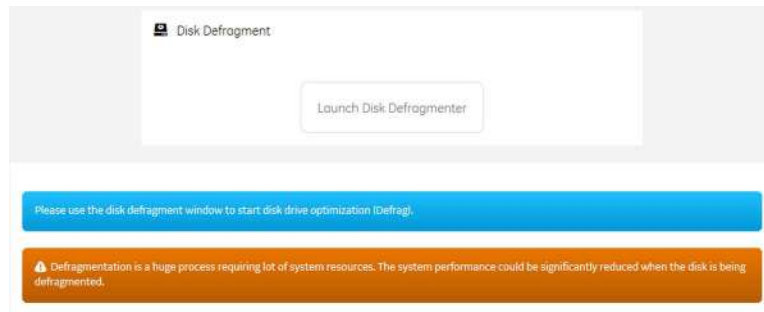 Disk Defragment
Launch Disk Defragmenter
Please use the disk defragment window to start disk drive optimization (Defrag).
Defragmentation is a huge process requiring lot of system resources. The system performance could be significantly reduced when the disk is being
defragmented.